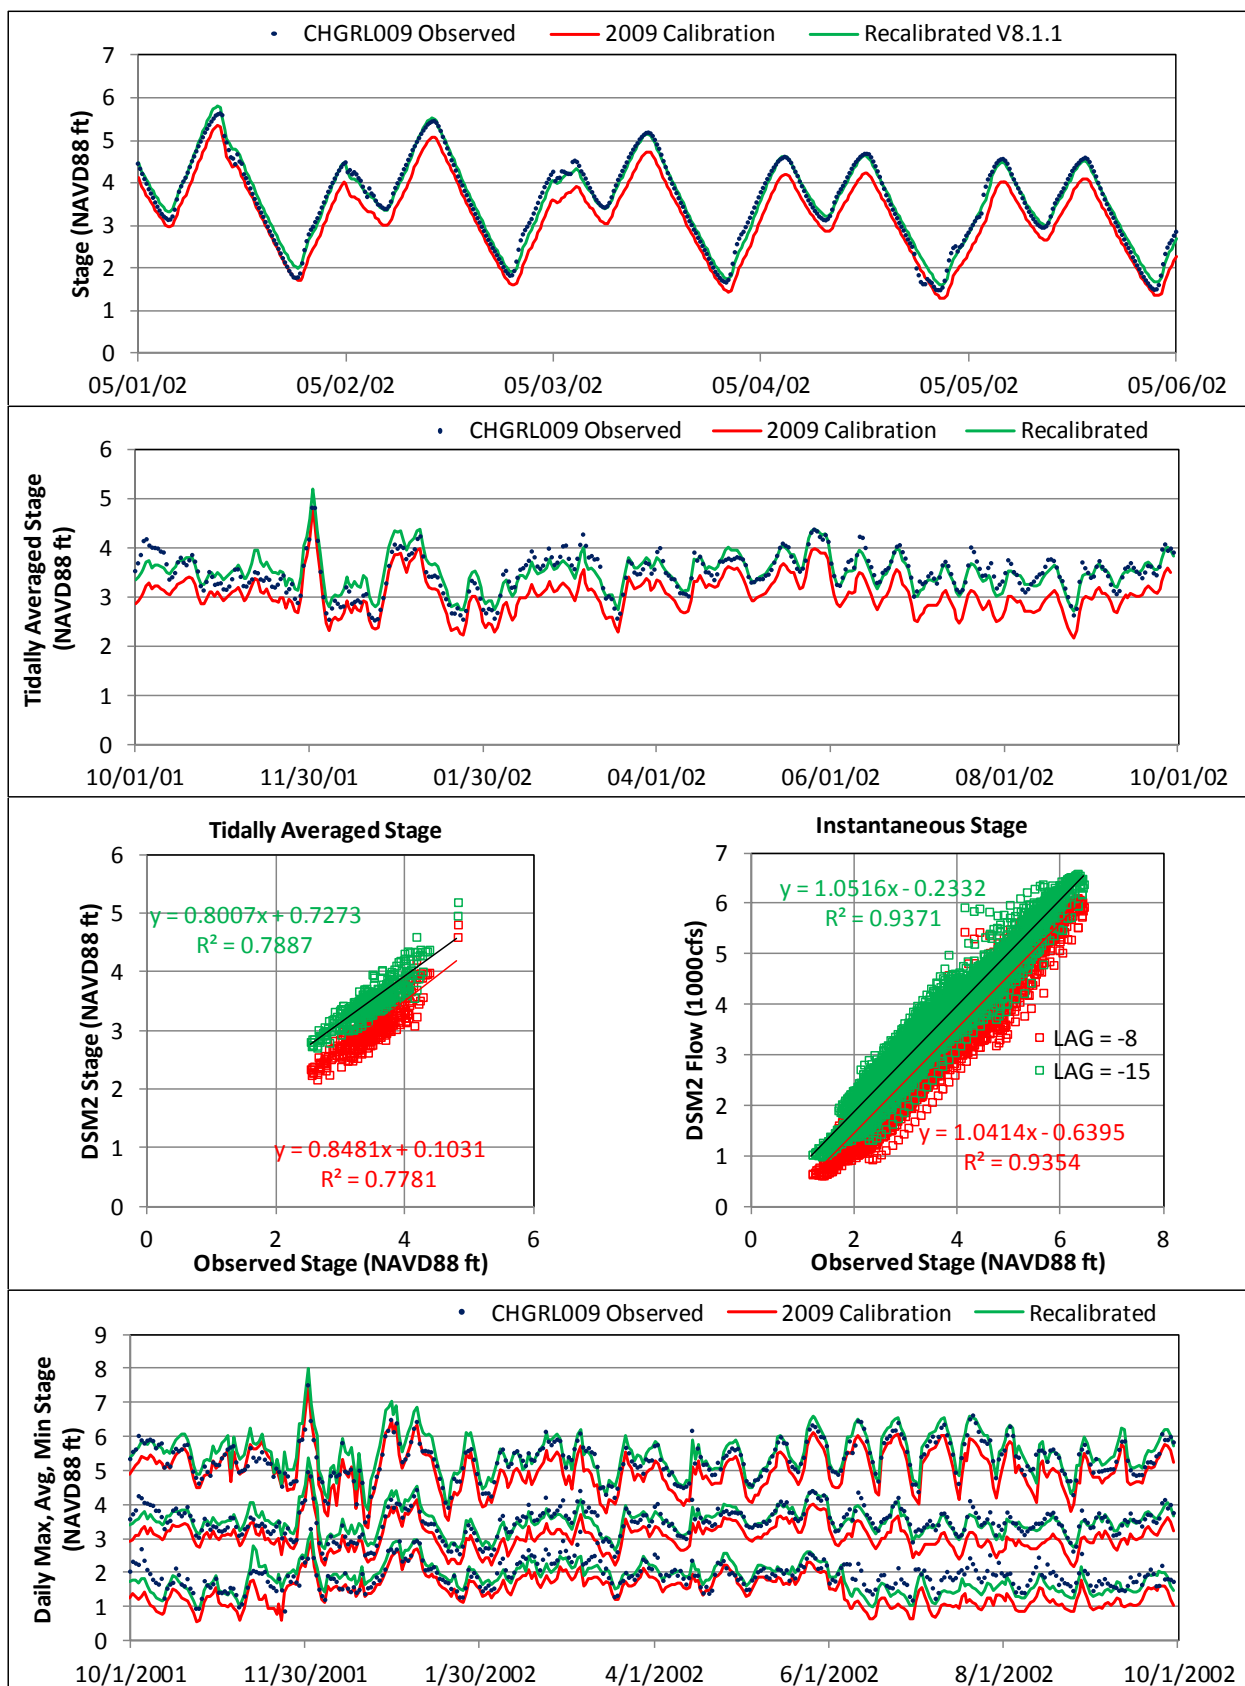 CHGRL009 Observed 2009 Calibration Recalibrated V8.1.1
Stage (NAVD88 ft)
7
6
5
4
3
2
1
0
05/01/02 05/02/02 05/03/02 05/04/02 05/05/02 05/06/02
CHGRL009 Observed 2009 Calibration Recalibrated
Tidally Averaged Stage
(NAVD88 ft)
6
5
4
3
2
1
0
10/01/01 11/30/01 01/30/02 04/01/02 06/01/02 08/01/02 10/01/02
Tidally Averaged Stage
DSM2 Stage (NAVD88 ft)
6
5
4
3
2
1
0
y = 0.8007x + 0.7273
R² = 0.7887
y = 0.8481x + 0.1031
R² = 0.7781
0 2 4 6
Observed Stage (NAVD88 ft)
Instantaneous Stage
DSM2 Flow (1000cfs)
7
6
5
4
3
2
1
0
y = 1.0516x - 0.2332
R² = 0.9371
LAG = -8
LAG = -15
y = 1.0414x - 0.6395
R² = 0.9354
0 2 4 6 8
Observed Stage (NAVD88 ft)
CHGRL009 Observed 2009 Calibration Recalibrated
Daily Max, Avg, Min Stage
(NAVD88 ft)
9
8
7
6
5
4
3
2
1
0
10/1/2001 11/30/2001 1/30/2002 4/1/2002 6/1/2002 8/1/2002 10/1/2002